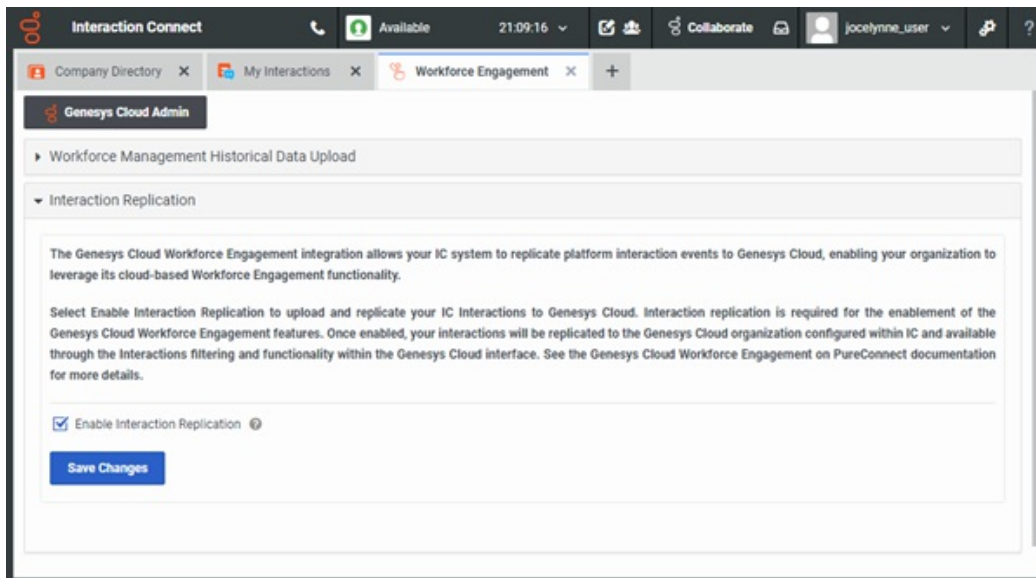 Interaction Connect Available 21:09:16 Collaborate jocelynne_user ?
Company Directory My Interactions Workforce Engagement
Genesys Cloud Admin
Workforce Management Historical Data Upload
Interaction Replication
The Genesys Cloud Workforce Engagement integration allows your IC system to replicate platform interaction events to Genesys Cloud, enabling your organization to
leverage its cloud-based Workforce Engagement functionality.
Select Enable Interaction Replication to upload and replicate your IC Interactions to Genesys Cloud. Interaction replication is required for the enablement of the
Genesys Cloud Workforce Engagement features. Once enabled, your interactions will be replicated to the Genesys Cloud organization configured within IC and available
through the Interactions filtering and functionality within the Genesys Cloud interface. See the Genesys Cloud Workforce Engagement on PureConnect documentation
for more details.
Enable Interaction Replication ?
Save Changes